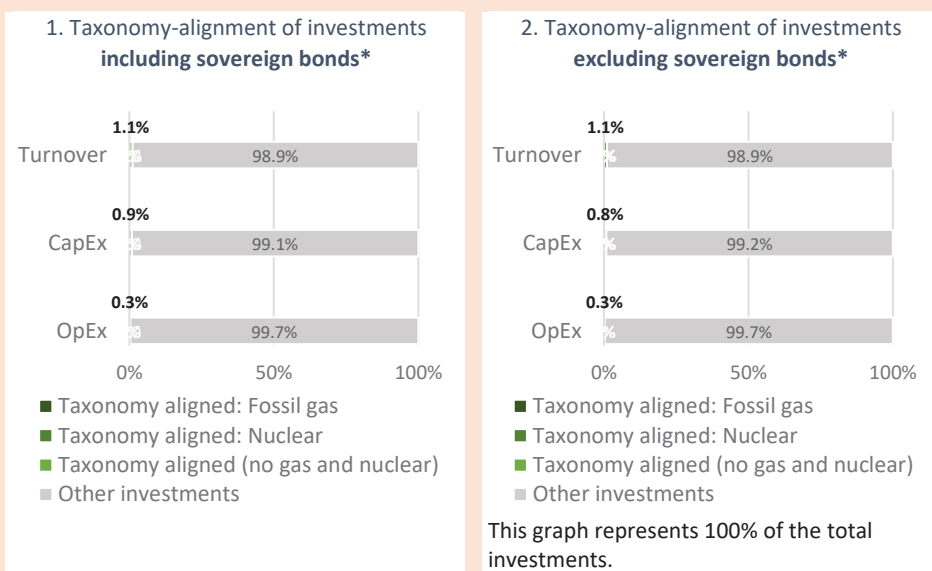 1. Taxonomy-alignment of investments
including sovereign bonds*
1.1%
Turnover
98.9%
0.9%
CapEx
99.1%
0.3%
OpEx
99.7%
0%
50%
100%
Taxonomy aligned: Fossil gas
Taxonomy aligned: Nuclear
Taxonomy aligned (no gas and nuclear)
Other investments
2. Taxonomy-alignment of investments
excluding sovereign bonds*
1.1%
Turnover
98.9%
0.8%
CapEx
99.2%
0.3%
OpEx
99.7%
0%
50%
100%
Taxonomy aligned: Fossil gas
Taxonomy aligned: Nuclear
Taxonomy aligned (no gas and nuclear)
Other investments
This graph represents 100% of the total
investments.